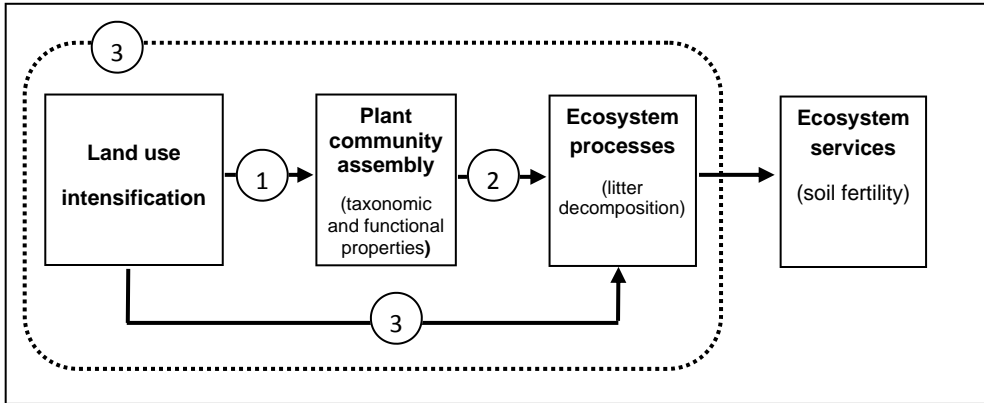 3
Land use
intensification
1
Plant
community
assembly
(taxonomic
and functional
properties)
2
Ecosystem
processes
(litter
decomposition)
Ecosystem
services
(soil fertility)
3